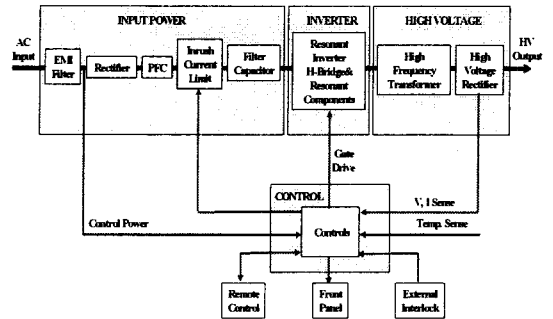 INPUT POWER
INVERTER
HIGH VOLTAGE
AC
Input
EMI
Filter
Rectifier
PFC
Inrush
Current
Limit
Filter
Capacitor
Resonant
Inverter
H-Bridge&
Resonant
Components
High
Frequency
Transformer
High
Voltage
Rectifier
HV
Output
Gate
Drive
CONTROL
V, I Sense
Control Power
Controls
Temp. Sense
Remote
Control
Front
Panel
External
Interlock